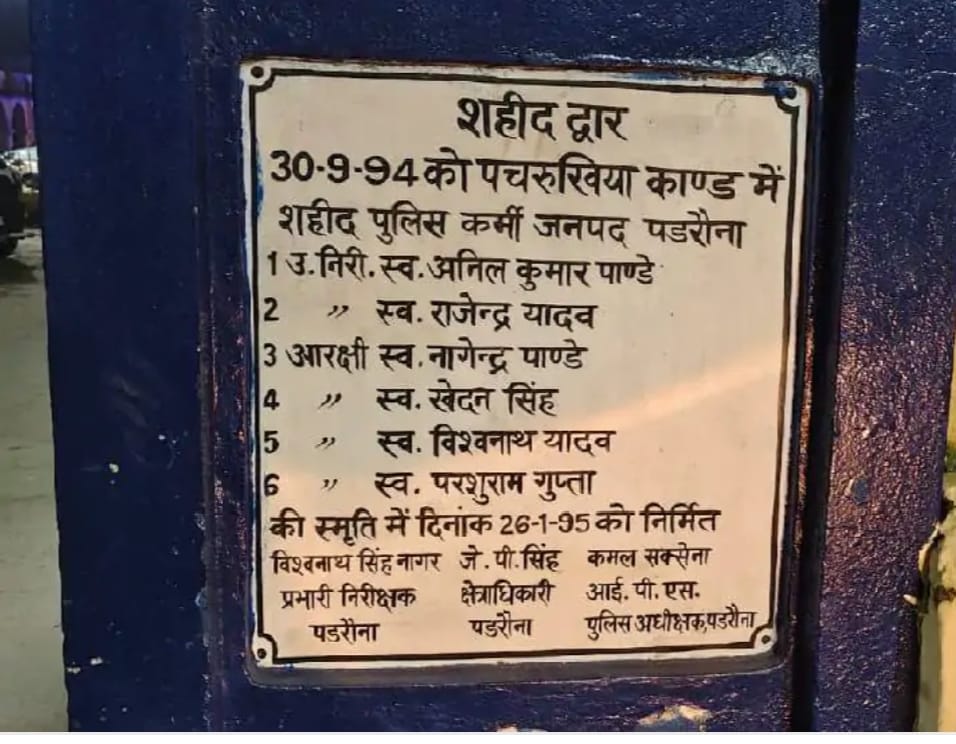 शहीद द्वार
30-9-94 को पचरुखिया काण्ड में
शहीद पुलिस कर्मी जनपद पडरौना
1 उ.निरी. स्व. अनिल कुमार पाण्डे
2 ,, स्व. राजेन्द्र यादव
3 आरक्षी स्व. नागेन्द्र पाण्डे
4 ,, स्व. खेदन सिंह
5 ,, स्व. विश्वनाथ यादव
6 ,, स्व. परशुराम गुप्ता
की स्मृति में दिनांक 26-1-95 को निर्मित
विश्वनाथ सिंह नागर जे. पी. सिंह कमल सक्सेना
प्रभारी निरीक्षक क्षेत्राधिकारी आई. पी. एस.
पडरौना पडरौना पुलिस अधीक्षक, पडरौना